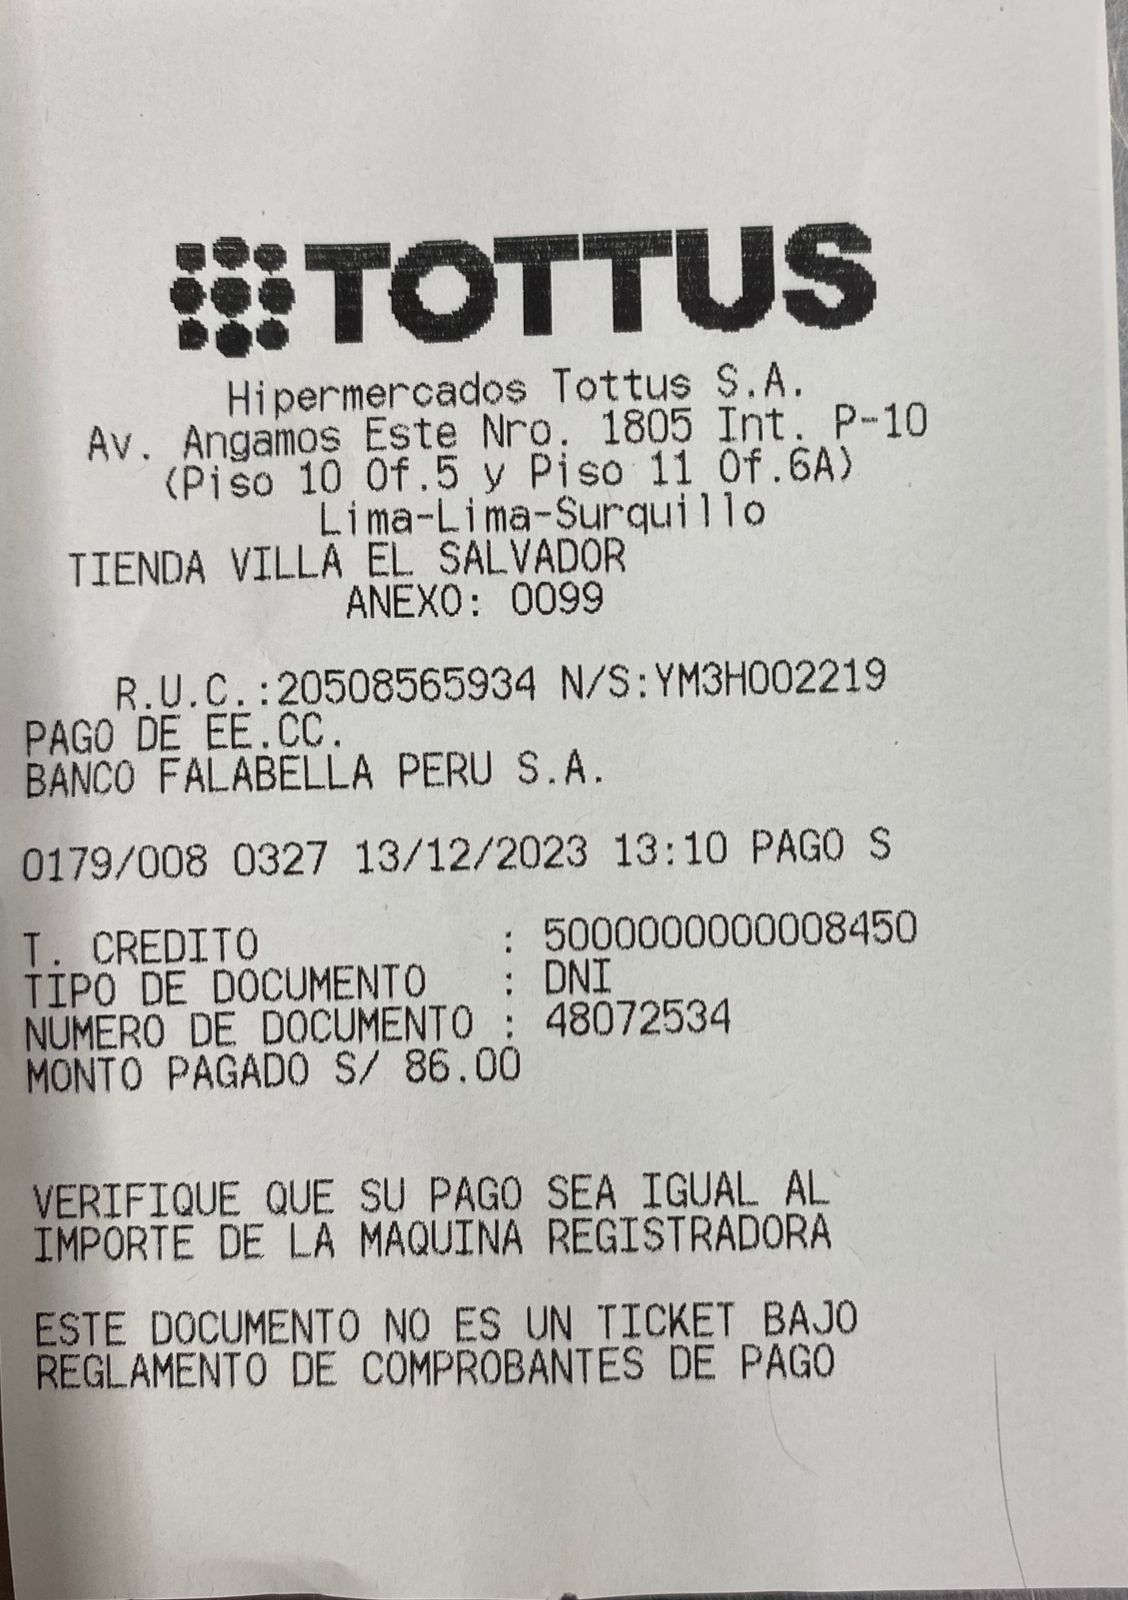 TOTTUS
Hipermercados Tottus S.A.
Av. Angamos Este Nro. 1805 Int. P-10
(Piso 10 Of.5 y Piso 11 Of.6A)
Lima-Lima-Surquillo
TIENDA VILLA EL SALVADOR
ANEXO: 0099
R.U.C.:20508565934 N/S:YM3H002219
PAGO DE EE.CC.
BANCO FALABELLA PERU S.A.
0179/008 0327 13/12/2023 13:10 PAGO S
T. CREDITO : 5000000000008450
TIPO DE DOCUMENTO : DNI
NUMERO DE DOCUMENTO : 48072534
MONTO PAGADO S/ 86.00
VERIFIQUE QUE SU PAGO SEA IGUAL AL
IMPORTE DE LA MAQUINA REGISTRADORA
ESTE DOCUMENTO NO ES UN TICKET BAJO
REGLAMENTO DE COMPROBANTES DE PAGO